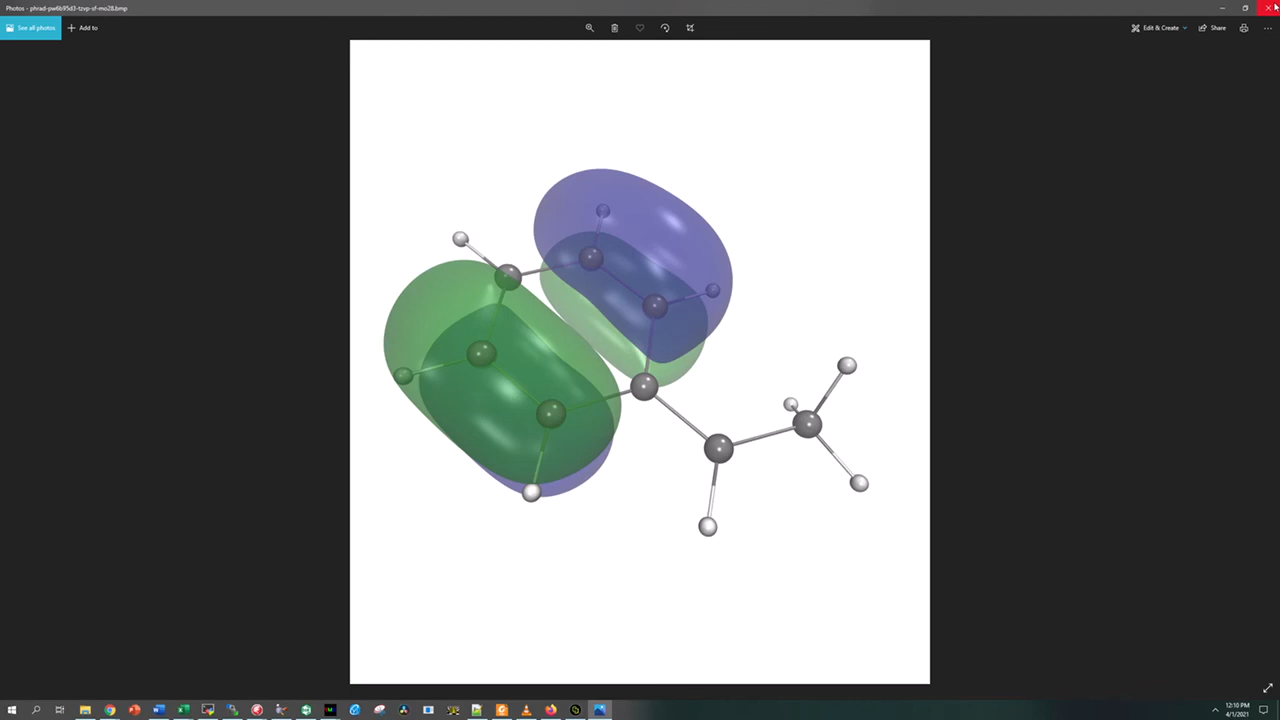 Photos - phrad-pw6b95d3-tzvp-sf-mo28.bmp
See all photos
Add to
Edit & Create
Share
12:10 PM
4/1/2021